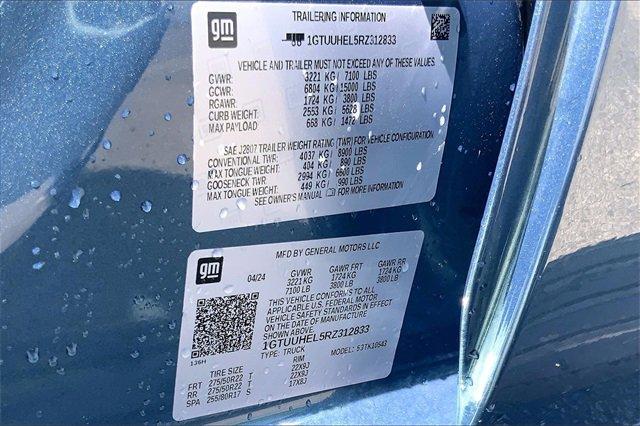 gm
TRAILERING INFORMATION
1GTUUHEL5RZ312833
VEHICLE AND TRAILER MUST NOT EXCEED ANY OF THESE VALUES
GVWR: 3221 KG/ 7100 LBS
GCWR: 6804 KG/ 15000 LBS
RGAWR: 1724 KG/ 3800 LBS
CURB WEIGHT: 2553 KG/ 5628 LBS
MAX PAYLOAD: 668 KG/ 1472 LBS
SAE J2807 TRAILER WEIGHT RATING (TWR) FOR VEHICLE CONFIGURATION
CONVENTIONAL TWR: 4037 KG/ 8900 LBS
MAX TONGUE WEIGHT: 404 KG/ 890 LBS
GOOSENECK TWR: 2994 KG/ 6600 LBS
MAX TONGUE WEIGHT: 449 KG/ 990 LBS
SEE OWNER'S MANUAL FOR MORE INFORMATION
gm
MFD BY GENERAL MOTORS LLC
04/24 GVWR GAWR FRT GAWR RR
3221 KG 1724 KG 1724 KG
7100 LB 3800 LB 3800 LB
THIS VEHICLE CONFORMS TO ALL
APPLICABLE U.S. FEDERAL MOTOR
VEHICLE SAFETY STANDARDS IN EFFECT
ON THE DATE OF MANUFACTURE
1GTUUHEL5RZ312833
136H
TYPE: TRUCK MODEL: 53TK10543
TIRE SIZE RIM
FRT 275/50R22 T 22X9J
RR 275/50R22 T 22X9J
SPA 255/80R17 S 17X8J